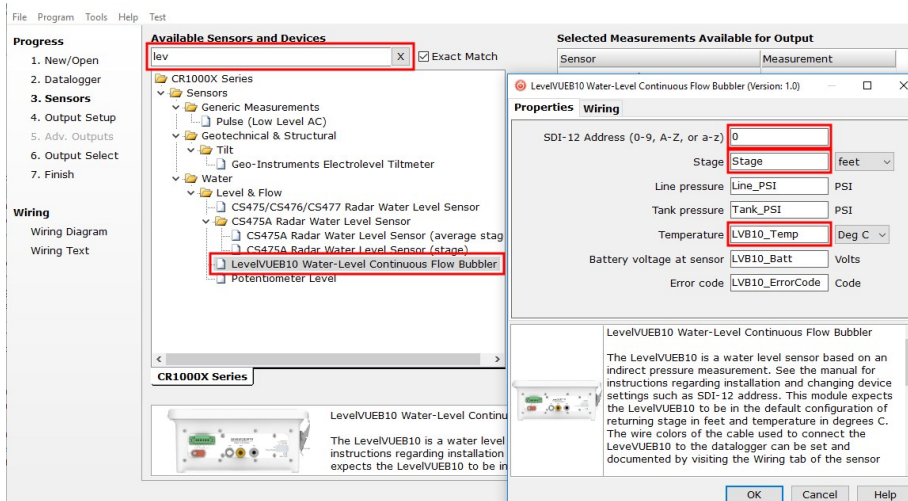 File Program Tools Help Test
Progress
1. New/Open
2. Datalogger
3. Sensors
4. Output Setup
5. Adv. Outputs
6. Output Select
7. Finish
Wiring
Wiring Diagram
Wiring Text
Available Sensors and Devices
lev X Exact Match
CR1000X Series
Sensors
Generic Measurements
Pulse (Low Level AC)
Geotechnical & Structural
Tilt
Geo-Instruments Electrolevel Tiltmeter
Water
Level & Flow
CS475/CS476/CS477 Radar Water Level Sensor
CS475A Radar Water Level Sensor
CS475A Radar Water Level Sensor (average stag
CS475A Radar Water Level Sensor (stage)
LevelVUEB10 Water-Level Continuous Flow Bubbler
Potentiometer Level
CR1000X Series
LevelVUEB10 Water-Level Continu
The LevelVUEB10 is a water level
instructions regarding installation
expects the LevelVUEB10 to be in
Selected Measurements Available for Output
Sensor Measurement
LevelVUEB10 Water-Level Continuous Flow Bubbler (Version: 1.0)
Properties Wiring
SDI-12 Address (0-9, A-Z, or a-z) 0
Stage Stage feet
Line pressure Line_PSI PSI
Tank pressure Tank_PSI PSI
Temperature LVB10_Temp Deg C
Battery voltage at sensor LVB10_Batt Volts
Error code LVB10_ErrorCode Code
LevelVUEB10 Water-Level Continuous Flow Bubbler
The LevelVUEB10 is a water level sensor based on an
indirect pressure measurement. See the manual for
instructions regarding installation and changing device
settings such as SDI-12 address. This module expects
the LevelVUEB10 to be in the default configuration of
returning stage in feet and temperature in degrees C.
The wire colors of the cable used to connect the
LeveVUEB10 to the datalogger can be set and
documented by visiting the Wiring tab of the sensor
OK Cancel Help